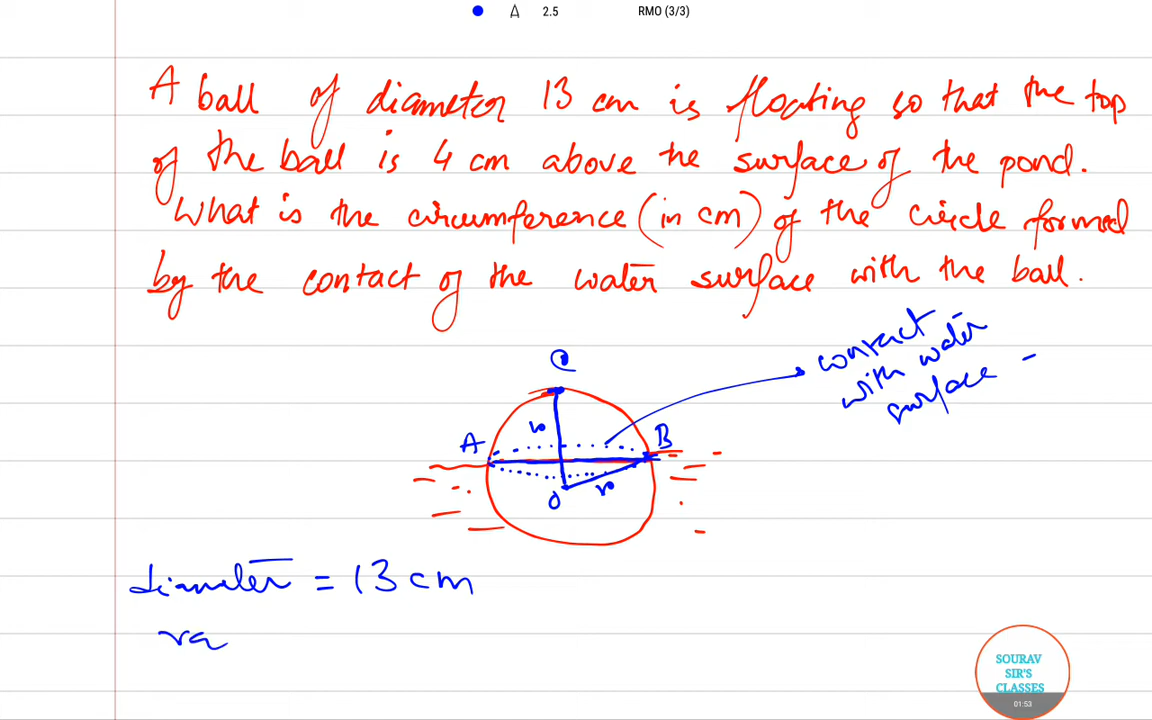 A 2.5 RMO (3/3)
A ball of diameter 13 cm is floating so that the top
of the ball is 4 cm above the surface of the pond.
What is the circumference (in cm) of the circle formed
by the contact of the water surface with the ball.
contact
with water
surface
A
B
r
O
r
diameter = 13 cm
ra
SOURAV
SIR'S
CLASSES
01:53